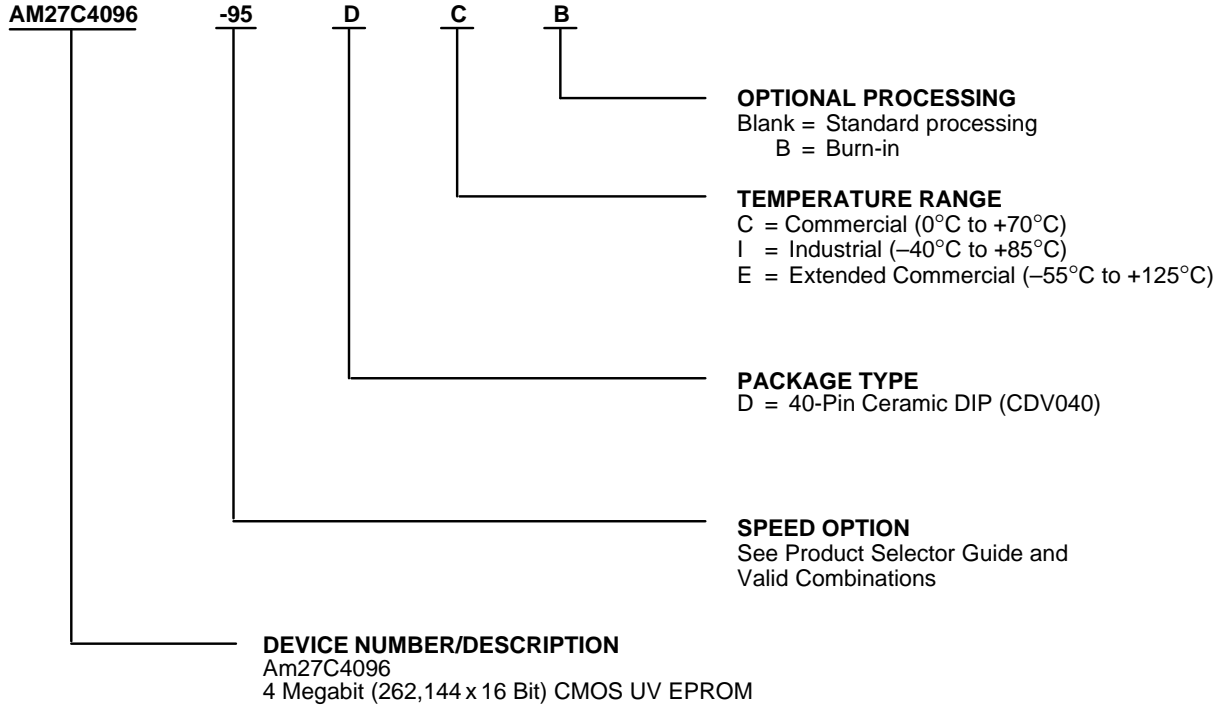 AM27C4096 -95 D C B
OPTIONAL PROCESSING
Blank = Standard processing
B = Burn-in
TEMPERATURE RANGE
C = Commercial (0°C to +70°C)
I = Industrial (–40°C to +85°C)
E = Extended Commercial (–55°C to +125°C)
PACKAGE TYPE
D = 40-Pin Ceramic DIP (CDV040)
SPEED OPTION
See Product Selector Guide and
Valid Combinations
DEVICE NUMBER/DESCRIPTION
Am27C4096
4 Megabit (262,144 x 16 Bit) CMOS UV EPROM